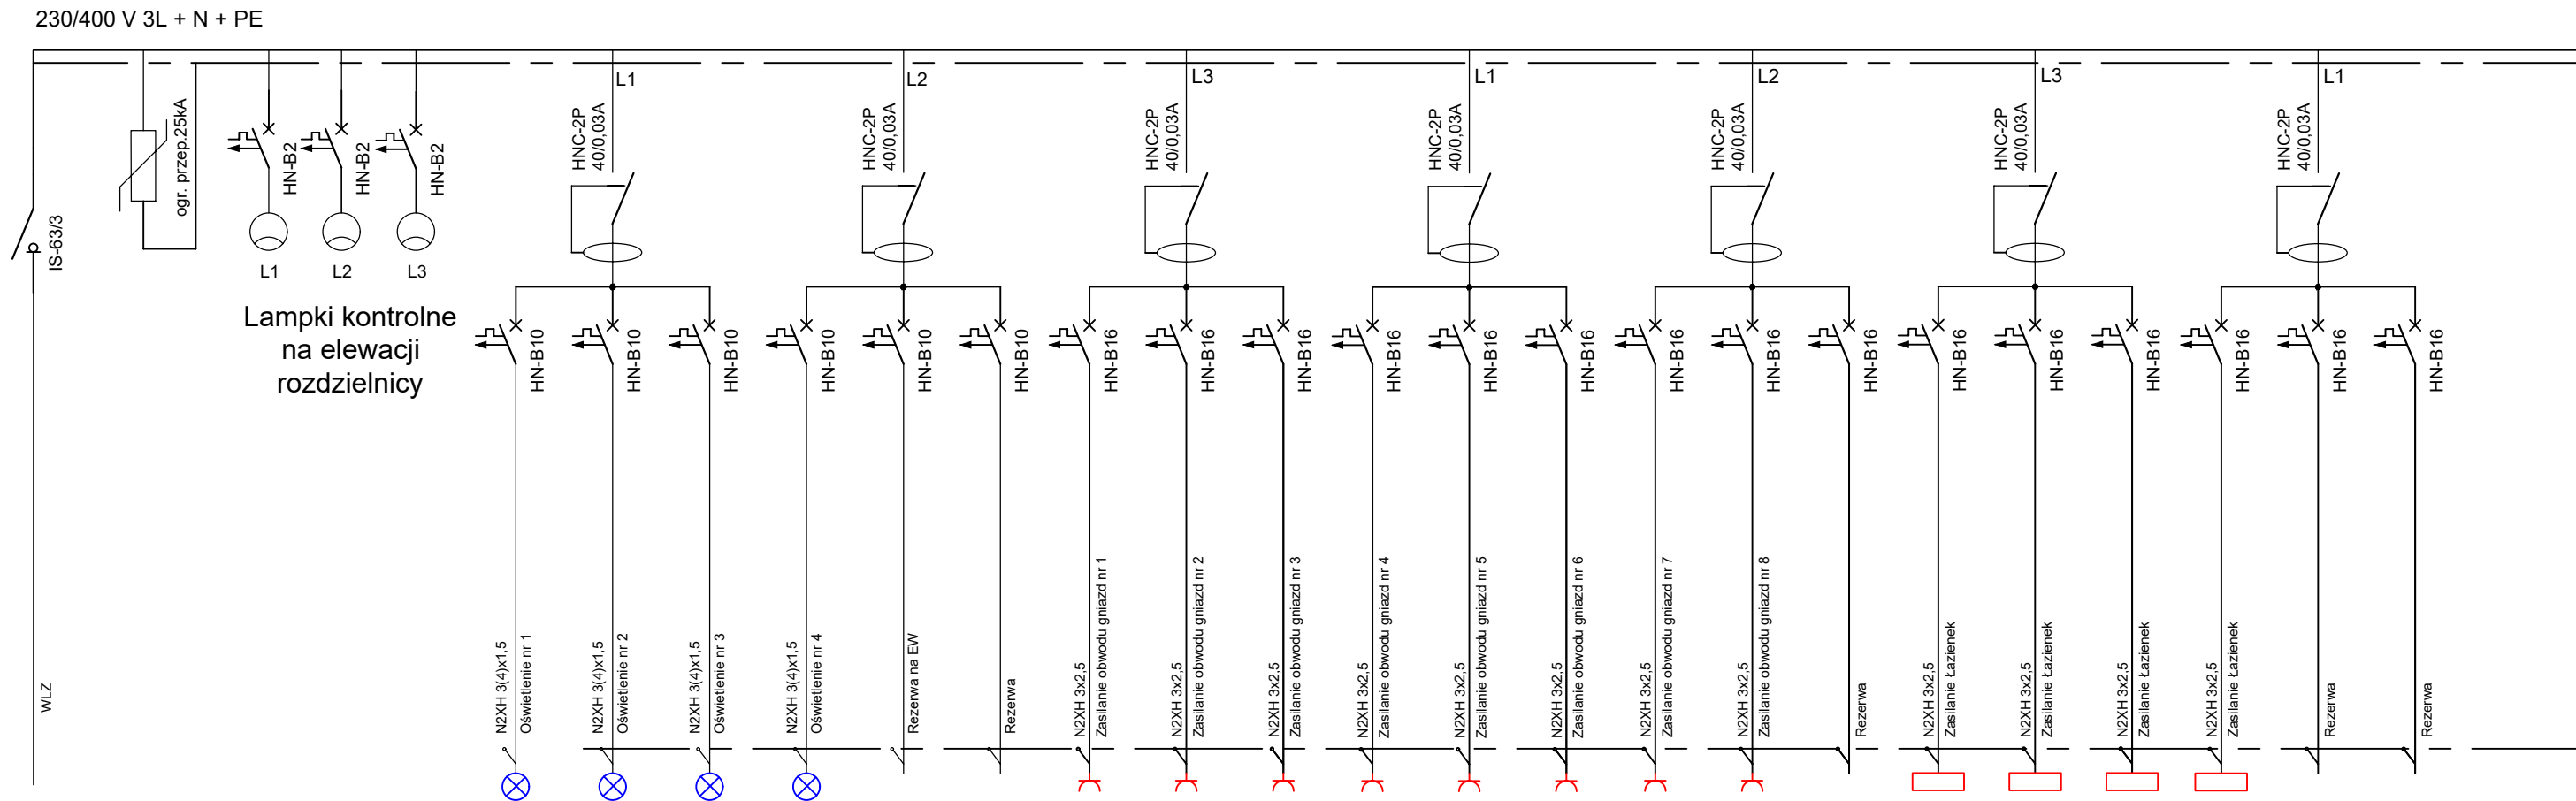 230/400 V 3L + N + PE
IS-63/3
WLZ
ogr. przep.25kA
HN-B2
HN-B2
HN-B2
L1
L2
L3
Lampki kontrolne
na elewacji
rozdzielnicy
L1
HNC-2P
40/0,03A
HN-B10
HN-B10
HN-B10
N2XH 3(4)x1,5
Oświetlenie nr 1
N2XH 3(4)x1,5
Oświetlenie nr 2
N2XH 3(4)x1,5
Oświetlenie nr 3
L2
HNC-2P
40/0,03A
HN-B10
HN-B10
HN-B10
N2XH 3(4)x1,5
Oświetlenie nr 4
Rezerwa na EW
Rezerwa
L3
HNC-2P
40/0,03A
HN-B16
HN-B16
HN-B16
N2XH 3x2,5
Zasilanie obwodu gniazd nr 1
N2XH 3x2,5
Zasilanie obwodu gniazd nr 2
N2XH 3x2,5
Zasilanie obwodu gniazd nr 3
L1
HNC-2P
40/0,03A
HN-B16
HN-B16
HN-B16
N2XH 3x2,5
Zasilanie obwodu gniazd nr 4
N2XH 3x2,5
Zasilanie obwodu gniazd nr 5
N2XH 3x2,5
Zasilanie obwodu gniazd nr 6
L2
HNC-2P
40/0,03A
HN-B16
HN-B16
HN-B16
N2XH 3x2,5
Zasilanie obwodu gniazd nr 7
N2XH 3x2,5
Zasilanie obwodu gniazd nr 8
Rezerwa
L3
HNC-2P
40/0,03A
HN-B16
HN-B16
HN-B16
N2XH 3x2,5
Zasilanie Łazienek
N2XH 3x2,5
Zasilanie Łazienek
N2XH 3x2,5
Zasilanie Łazienek
L1
HNC-2P
40/0,03A
HN-B16
HN-B16
HN-B16
N2XH 3x2,5
Zasilanie Łazienek
Rezerwa
Rezerwa